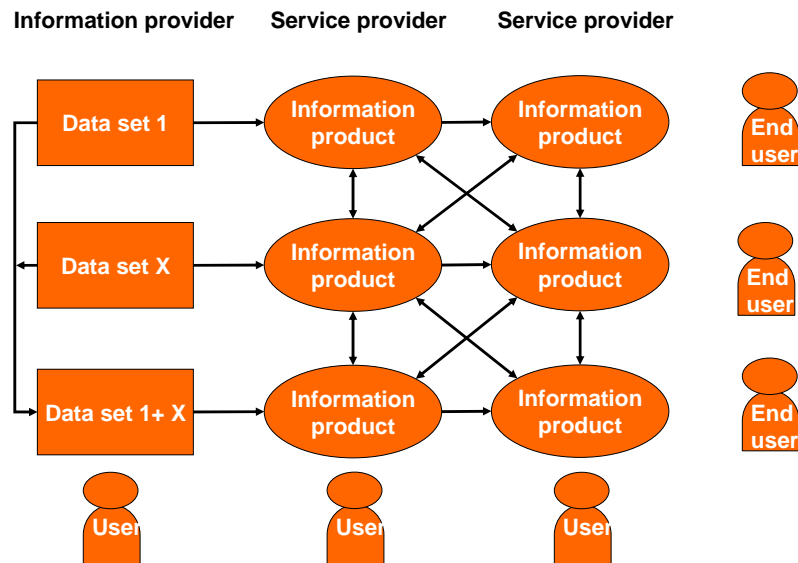 Information provider
Service provider
Service provider
Data set 1
Information
product
Information
product
End
user
Data set X
Information
product
Information
product
End
user
Data set 1+ X
Information
product
Information
product
End
user
User
User
User